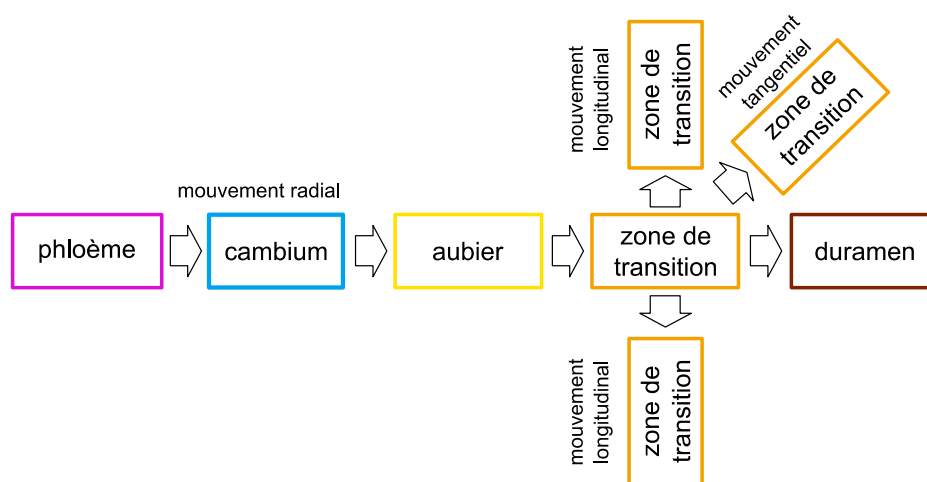 mouvement
longitudinal
zone de
transition
mouvement
tangentiel
zone de
transition
mouvement radial
phloème
cambium
aubier
zone de
transition
duramen
mouvement
longitudinal
zone de
transition